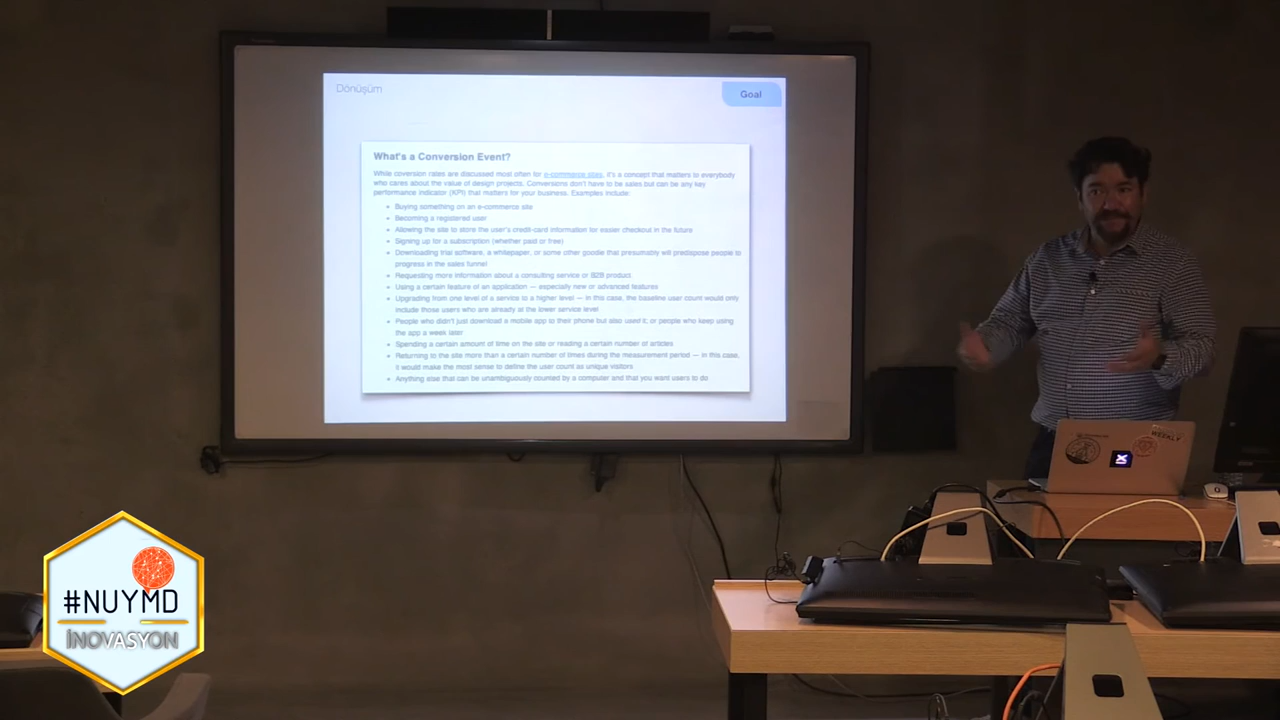 Dönüşüm
Goal
What's a Conversion Event?
While coversion rates are discussed most often for e-commerce sites, it's a concept that matters to everybody
who cares about the value of design projects. Conversions don't have to be sales but can be any key
performance indicator (KPI) that matters for your business. Examples include:
• Buying something on an e-commerce site
• Becoming a registered user
• Allowing the site to store the user's credit-card information for easier checkout in the future
• Signing up for a subscription (whether paid or free)
• Downloading trial software, a whitepaper, or some other goodie that presumably will predispose people to
progress in the sales funnel
• Requesting more information about a consulting service or B2B product
• Using a certain feature of an application — especially new or advanced features
• Upgrading from one level of a service to a higher level — in this case, the baseline user count would only
include those users who are already at the lower service level
• People who didn't just download a mobile app to their phone but also used it, or people who keep using
the app a week later
• Spending a certain amount of time on the site or reading a certain number of articles
• Returning to the site more than a certain number of times during the measurement period — in this case,
it would make the most sense to define the user count as unique visitors
• Anything else that can be unambiguously counted by a computer and that you want users to do
WEEKLY
#NUYMD
İNOVASYON